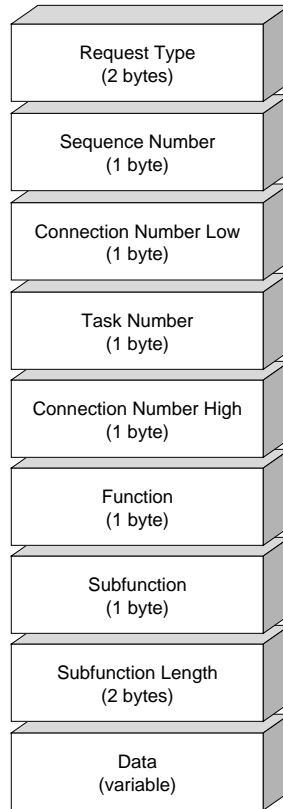 Request Type
(2 bytes)
Sequence Number
(1 byte)
Connection Number Low
(1 byte)
Task Number
(1 byte)
Connection Number High
(1 byte)
Function
(1 byte)
Subfunction
(1 byte)
Subfunction Length
(2 bytes)
Data
(variable)